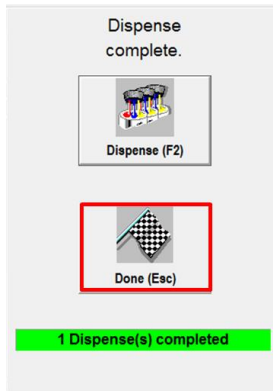 Dispense
complete.
Dispense (F2)
Done (Esc)
1 Dispense(s) completed